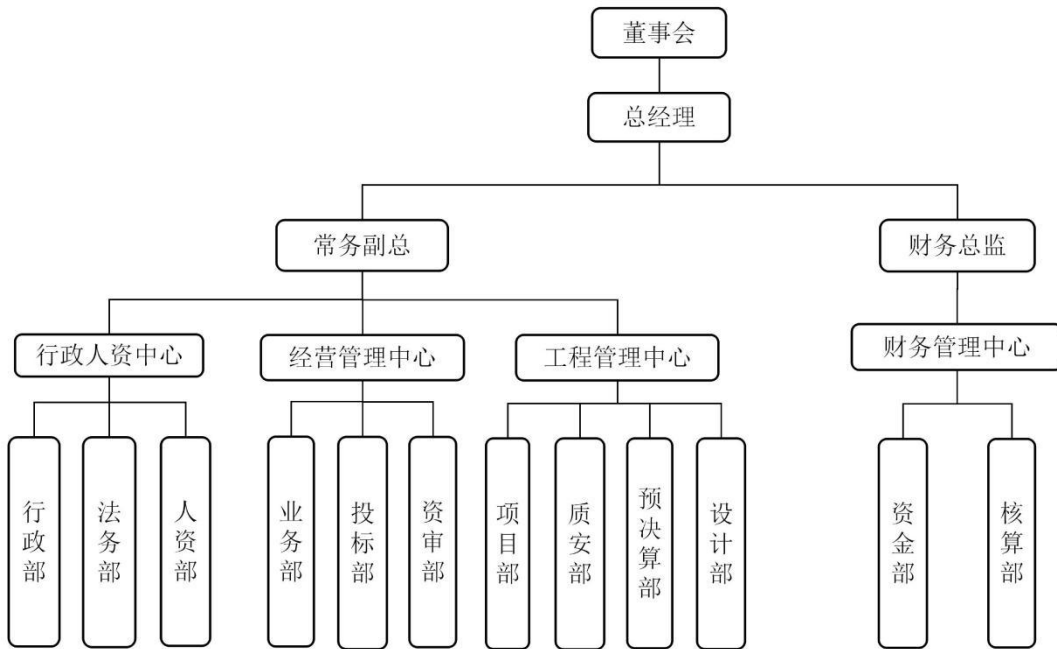 董事会
总经理
常务副总
财务总监
行政人资中心
经营管理中心
工程管理中心
财务管理中心
行政部
法务部
人资部
业务部
投标部
资审部
项目部
质安部
预决算部
设计部
资金部
核算部